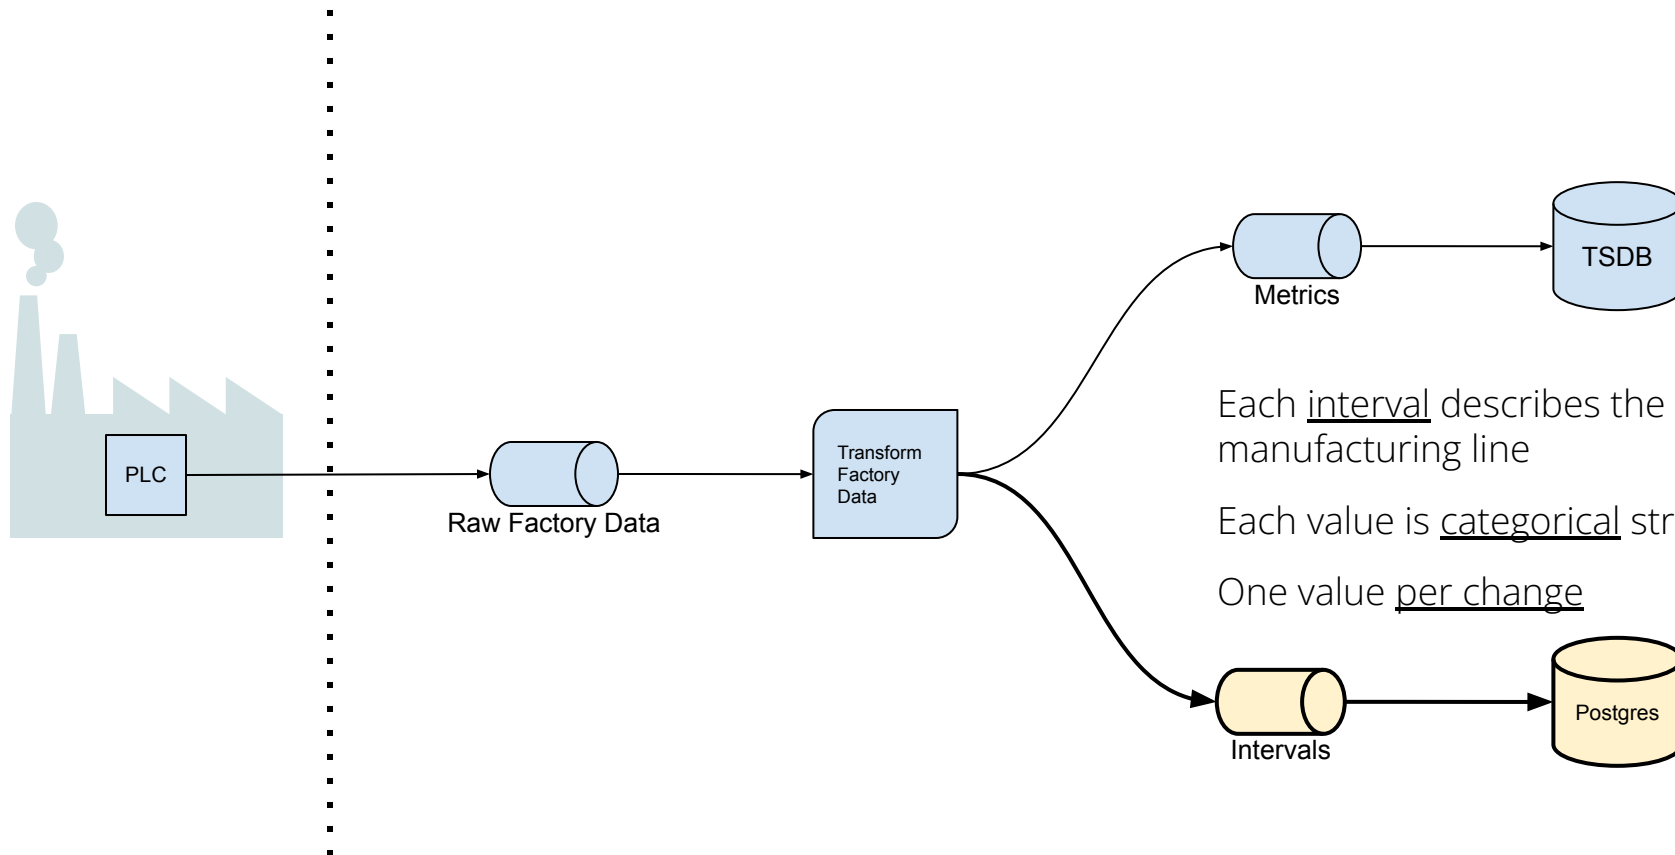 TSDB
Metrics
Each interval describes the
manufacturing line
Transform
Factory
Data
PLC
Raw Factory Data
Each value is categorical
One value per change
Postgres
Intervals